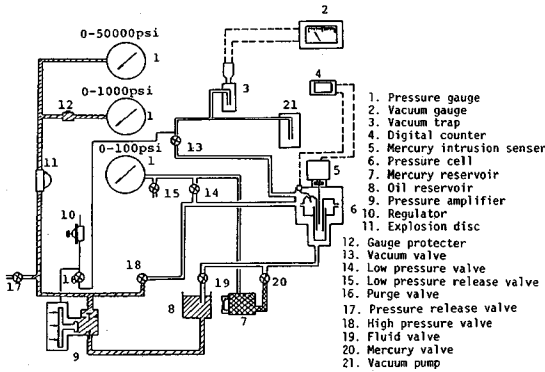 0-50000psi
1
2
0-1000psi
12
1
3
4
21
13
0-100psi
1
5
11
15
14
6
10
16
18
17
19
20
8
7
9
1. Pressure gauge
2. Vacuum gauge
3. Vacuum trap
4. Digital counter
5. Mercury intrusion senser
6. Pressure cell
7. Mercury reservoir
8. Oil reservoir
9. Pressure amplifier
10. Regulator
11. Explosion disc
12. Gauge protecter
13. Vacuum valve
14. Low pressure valve
15. Low pressure release valve
16. Purge valve
17. Pressure release valve
18. High pressure valve
19. Fluid valve
20. Mercury valve
21. Vacuum pump